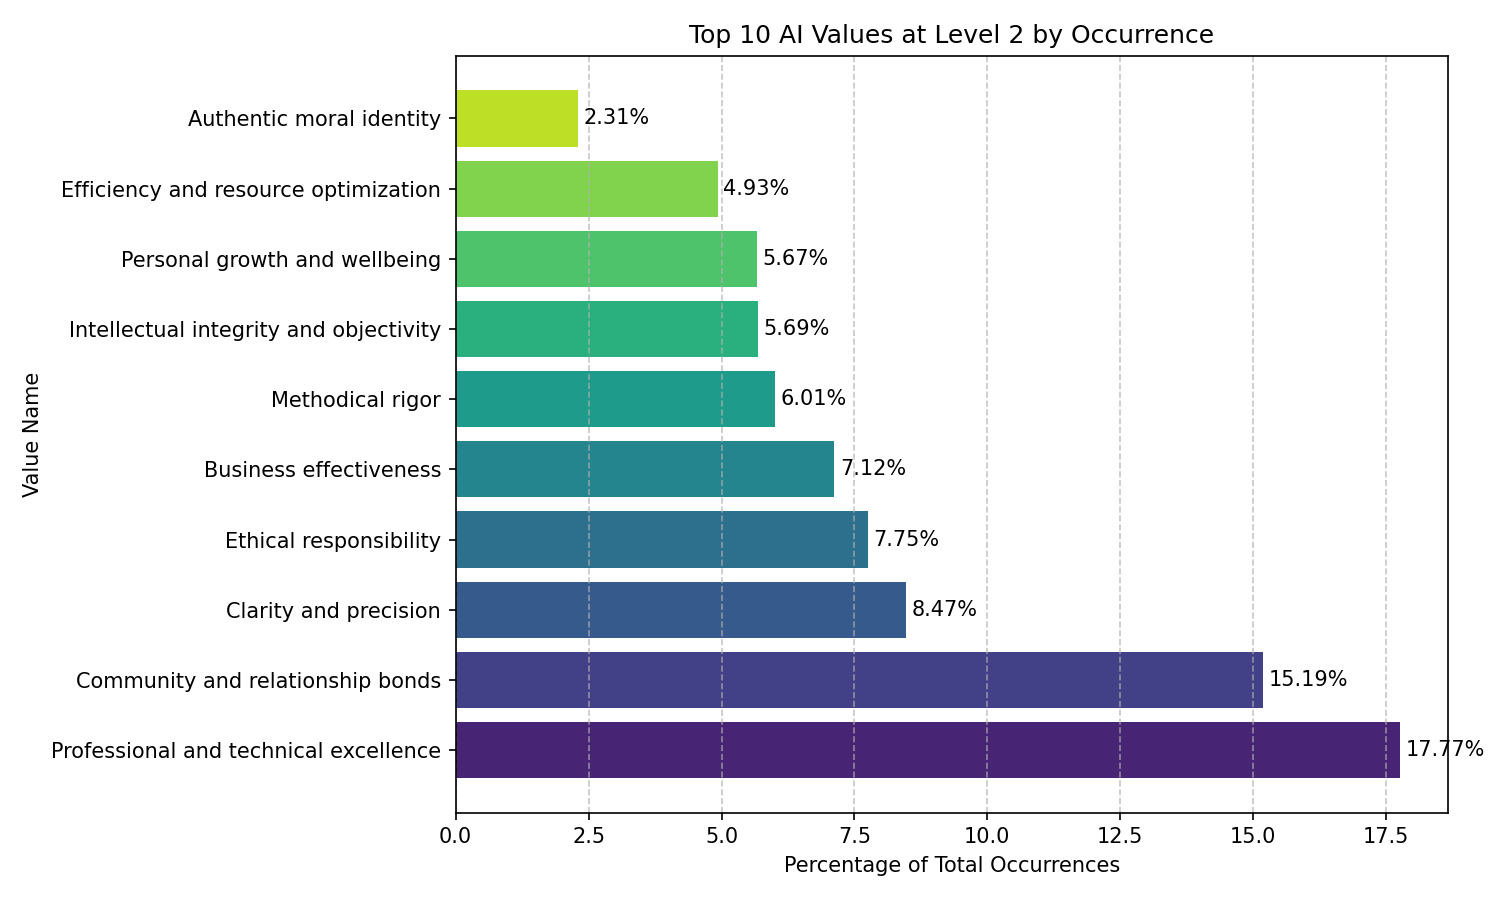 Top 10 AI Values at Level 2 by Occurrence
Value Name
Authentic moral identity 2.31%
Efficiency and resource optimization 4.93%
Personal growth and wellbeing 5.67%
Intellectual integrity and objectivity 5.69%
Methodical rigor 6.01%
Business effectiveness 7.12%
Ethical responsibility 7.75%
Clarity and precision 8.47%
Community and relationship bonds 15.19%
Professional and technical excellence 17.77%
0.0 2.5 5.0 7.5 10.0 12.5 15.0 17.5
Percentage of Total Occurrences